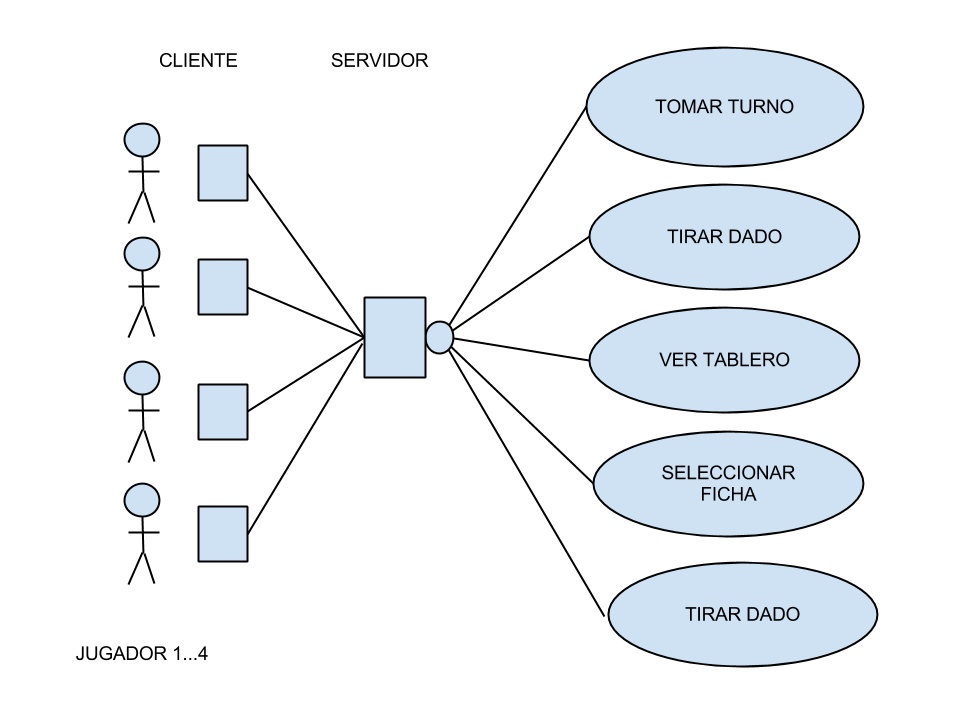 CLIENTE
SERVIDOR
TOMAR TURNO
TIRAR DADO
VER TABLERO
SELECCIONAR
FICHA
TIRAR DADO
JUGADOR 1...4